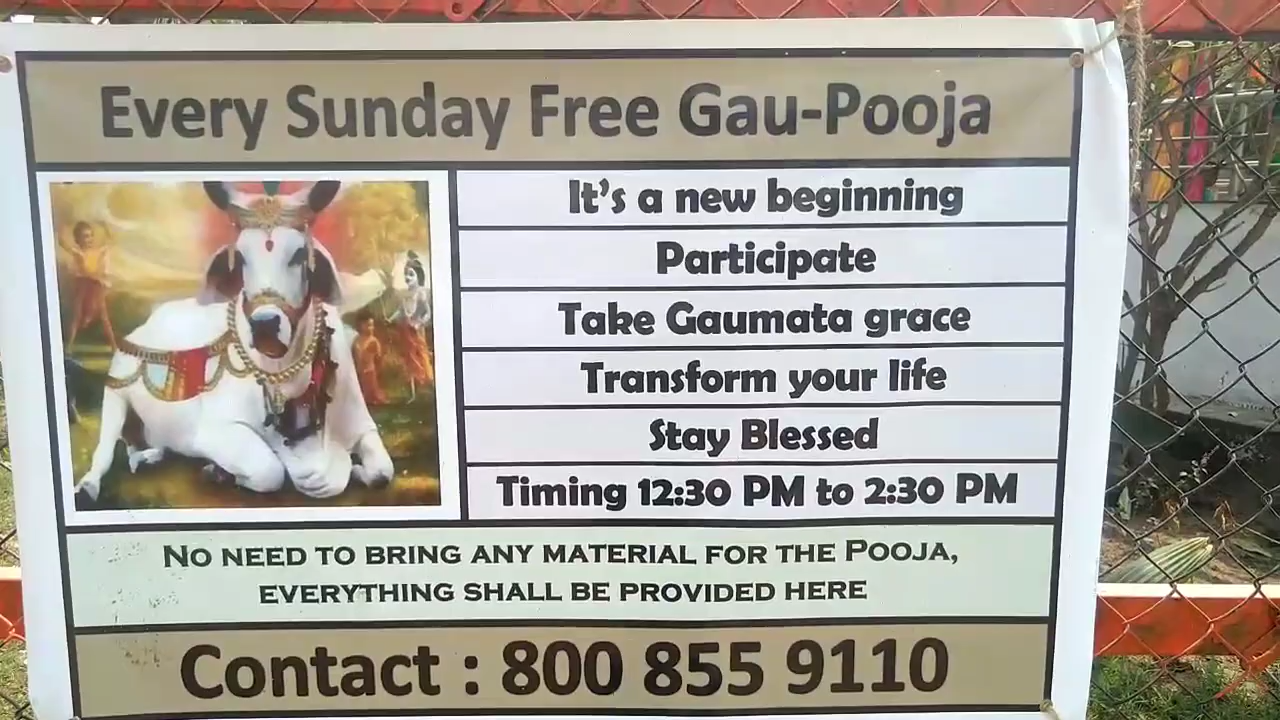 Every Sunday Free Gau-Pooja
It's a new beginning
Participate
Take Gaumata grace
Transform your life
Stay Blessed
Timing 12:30 PM to 2:30 PM
NO NEED TO BRING ANY MATERIAL FOR THE POOJA,
EVERYTHING SHALL BE PROVIDED HERE
Contact : 800 855 9110